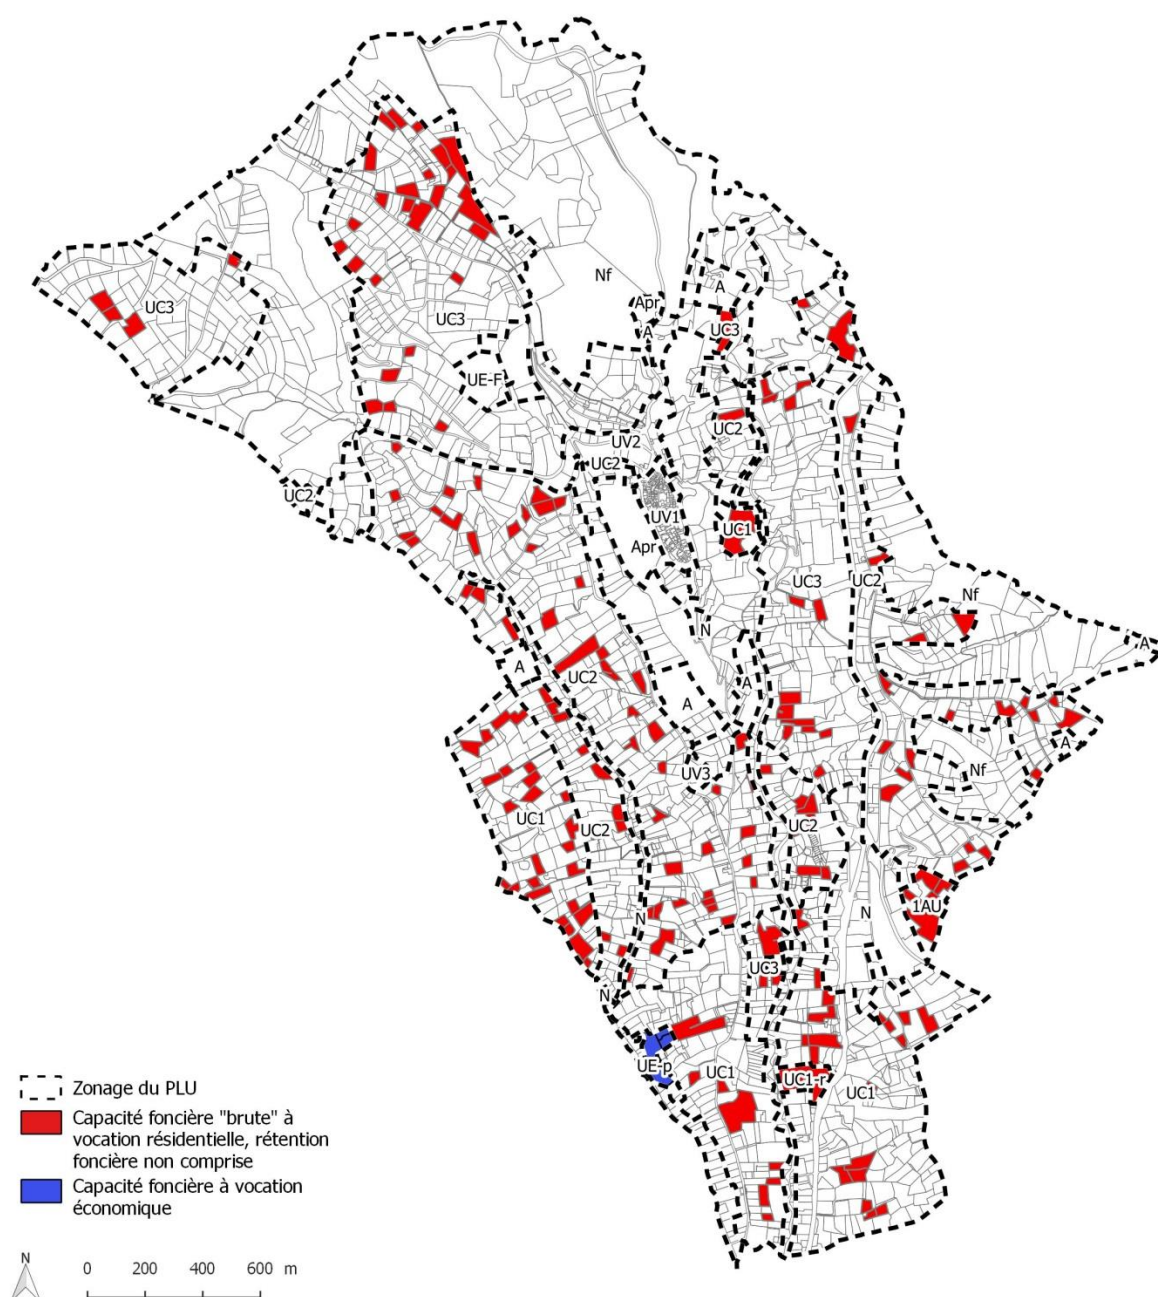 Nf
Apr
A
A
UC3
UC3
UC3
UE-F
UC2
UV2
UC2
UC2
UV1
UC1
Apr
UC3
UC2
Nf
N
A
A
UC2
A
A
A
UV3
Nf
UC1
UC2
UC2
1AU
N
N
UC3
N
UE-p
UC1
UC1-r
UC1
Zonage du PLU
Capacité foncière "brute" à
vocation résidentielle, rétention
foncière non comprise
Capacité foncière à vocation
économique
N
0 200 400 600 m